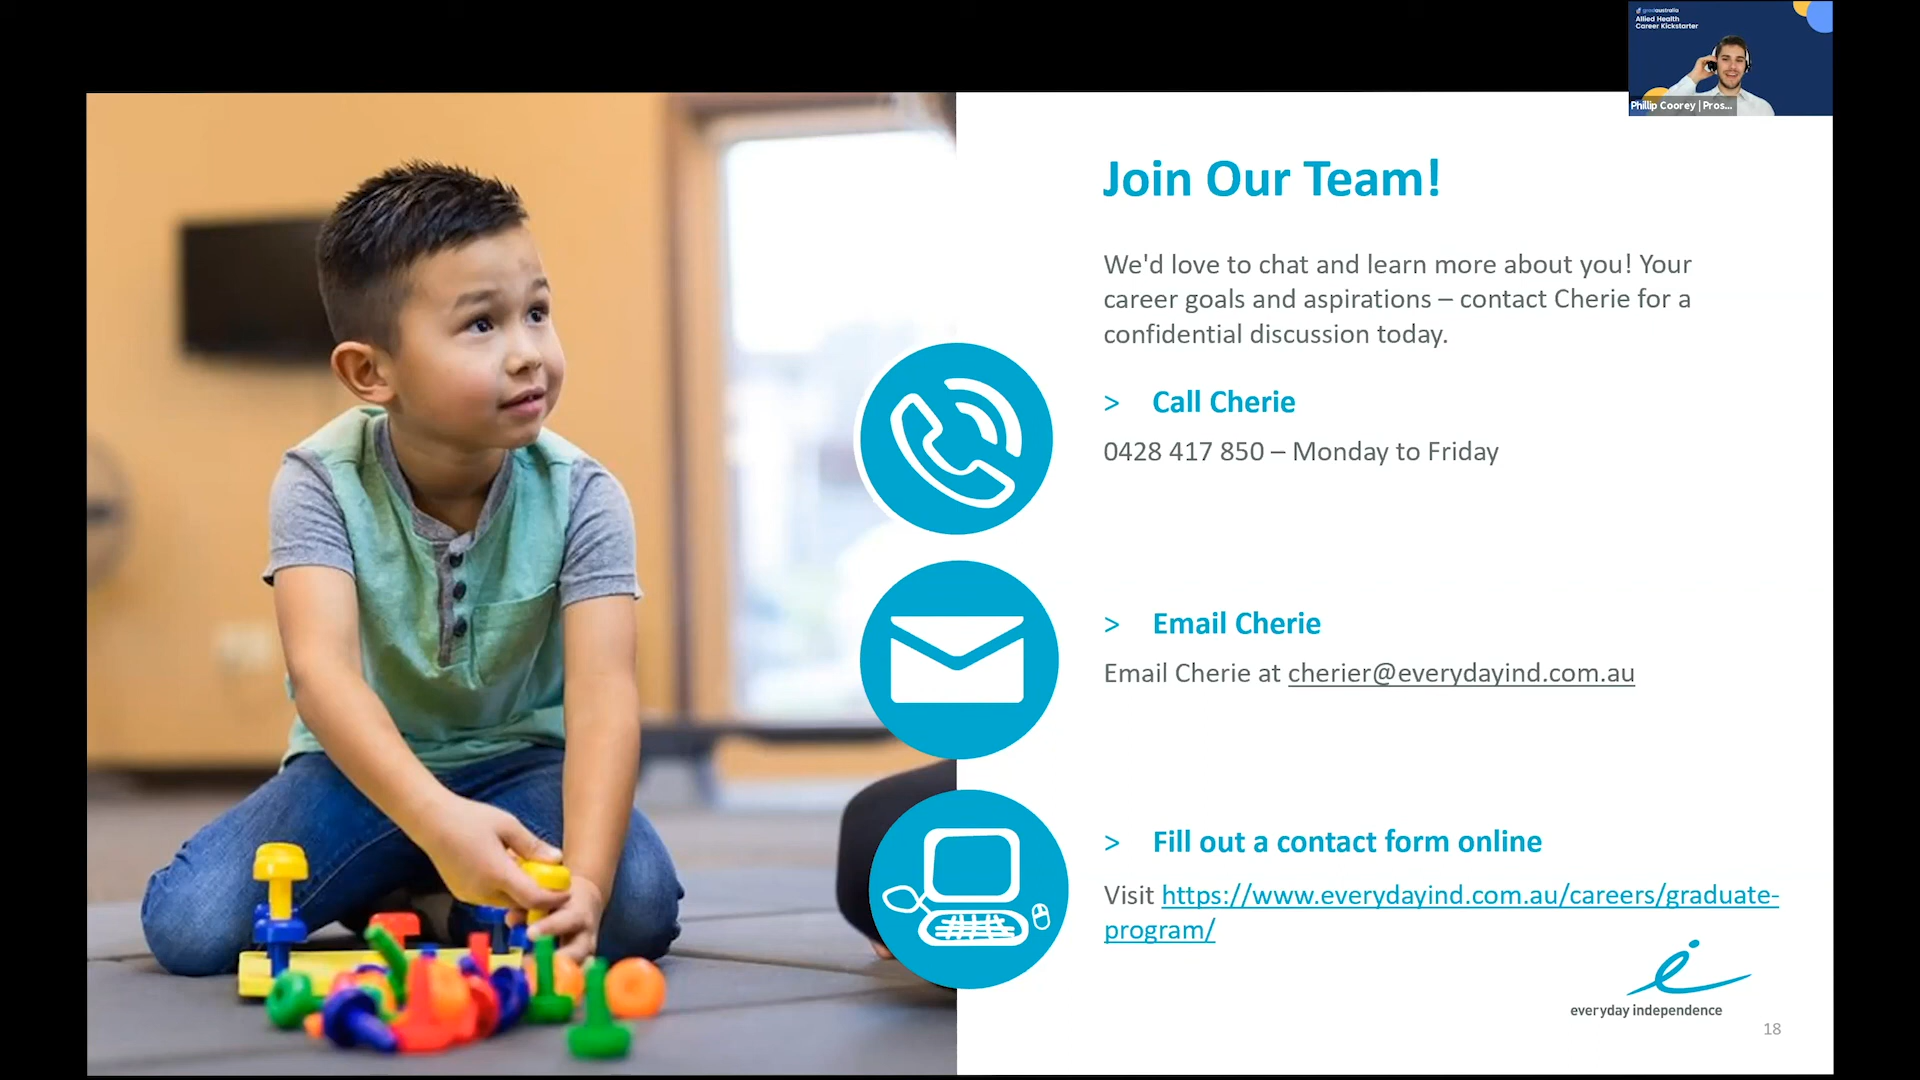 gradaustralia
Allied Health
Career Kickstarter
Phillip Coorey | Pros...
Join Our Team!
We'd love to chat and learn more about you! Your
career goals and aspirations – contact Cherie for a
confidential discussion today.
> Call Cherie
0428 417 850 – Monday to Friday
> Email Cherie
Email Cherie at cherier@everydayind.com.au
> Fill out a contact form online
Visit https://www.everydayind.com.au/careers/graduate-
program/
everyday independence
18